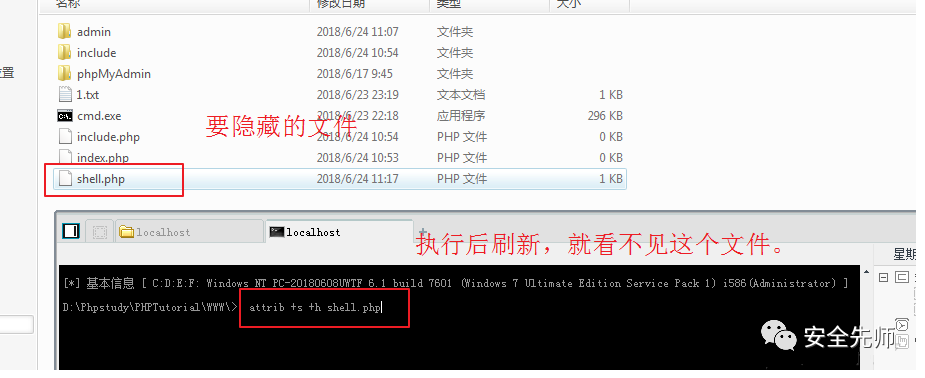 名称 修改日期 类型 大小
admin 2018/6/24 11:07 文件夹
include 2018/6/24 10:54 文件夹
phpMyAdmin 2018/6/17 9:45 文件夹
位置
1.txt 2018/6/23 23:19 文本文档 1 KB
cmd.exe 2018/6/23 22:18 应用程序 296 KB
要隐藏的文件
include.php 2018/6/24 10:54 PHP 文件 0 KB
index.php 2018/6/24 10:53 PHP 文件 0 KB
shell.php 2018/6/24 11:17 PHP 文件 1 KB
localhost localhost
执行后刷新，就看不见这个文件。
星期
[*] 基本信息 [ C:D:E:F: Windows NT PC-20180608UWTF 6.1 build 7601 (Windows 7 Ultimate Edition Service Pack 1) i586(Administrator) ]
D:\Phpstudy\PHPTutorial\WWW\> attrib +s +h shell.php
安全先师